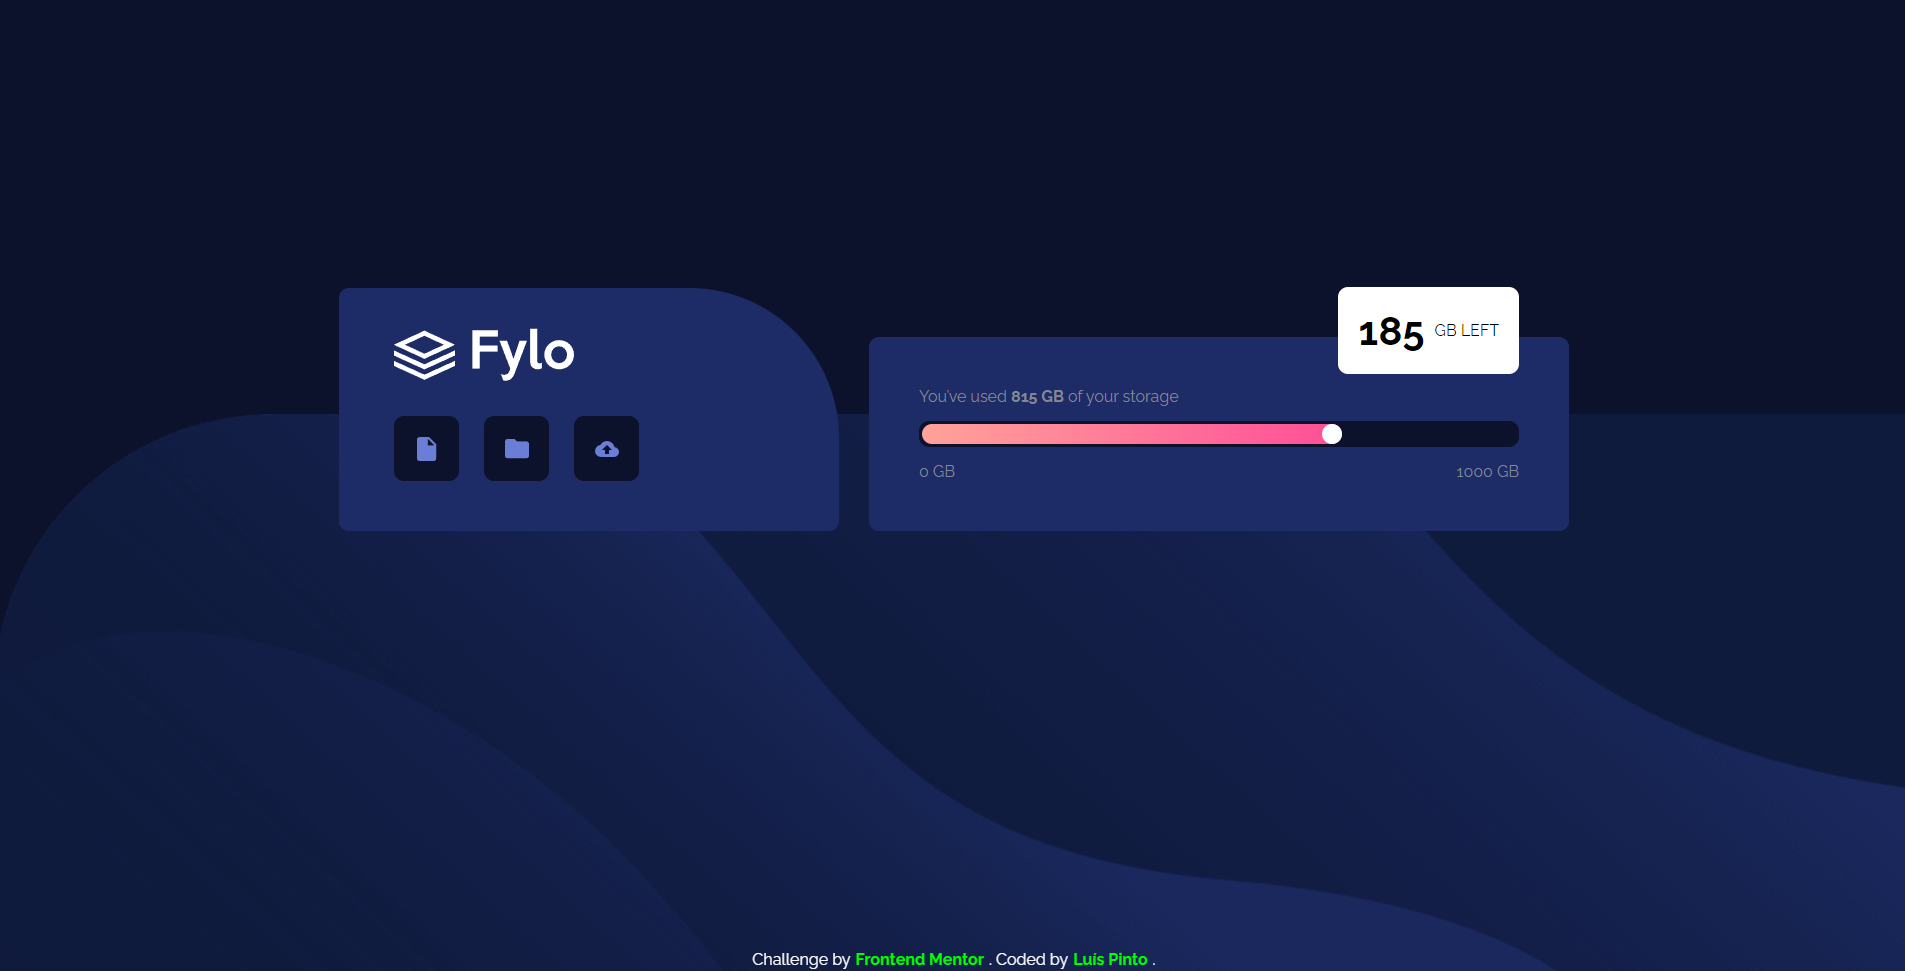 Fylo
185 GB LEFT
You've used 815 GB of your storage
0 GB 1000 GB
Challenge by Frontend Mentor . Coded by Luís Pinto .